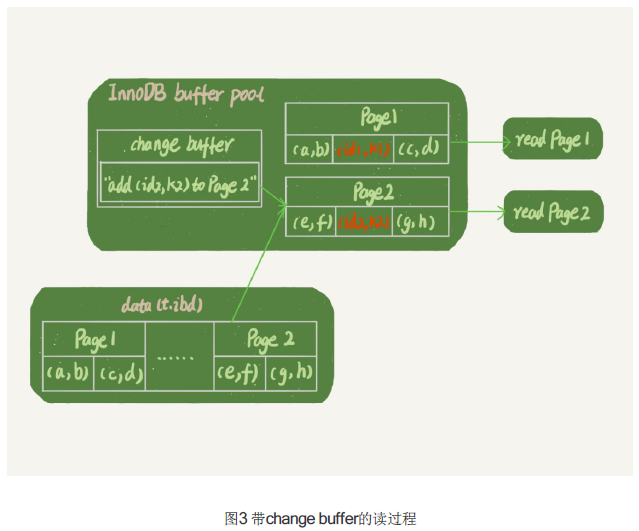 InnoDB buffer pool
change buffer
"add (id2,k2) to Page 2"
Page1
(a,b) (id1,k1) (c,d)
read Page 1
Page2
(e,f) (id2,k2) (g,h)
read Page 2
data(t.ibd)
Page1 ...... Page 2
(a,b) (c,d) (e,f) (g,h)
图3 带change buffer的读过程